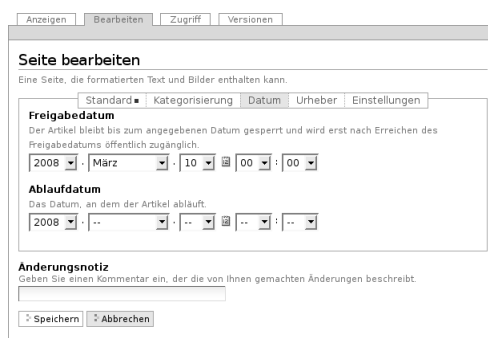 Anzeigen Bearbeiten Zugriff Versionen
Seite bearbeiten
Eine Seite, die formatierten Text und Bilder enthalten kann.
Standard Kategorisierung Datum Urheber Einstellungen
Freigabedatum
Der Artikel bleibt bis zum angegebenen Datum gesperrt und wird erst nach Erreichen des
Freigabedatums öffentlich zugänglich.
2008 . März . 10 00 : 00
Ablaufdatum
Das Datum, an dem der Artikel abläuft.
2008 . -- . -- -- : --
Änderungsnotiz
Geben Sie einen Kommentar ein, der die von Ihnen gemachten Änderungen beschreibt.
Speichern Abbrechen